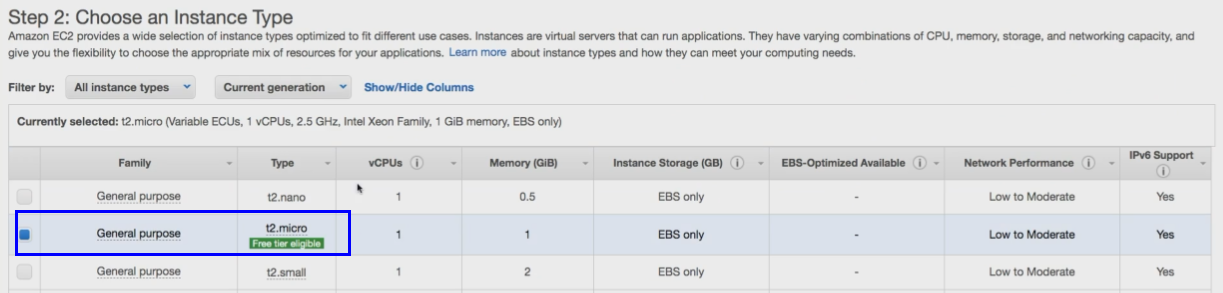 Step 2: Choose an Instance Type
Amazon EC2 provides a wide selection of instance types optimized to fit different use cases. Instances are virtual servers that can run applications. They have varying combinations of CPU, memory, storage, and networking capacity, and
give you the flexibility to choose the appropriate mix of resources for your applications. Learn more about instance types and how they can meet your computing needs.
Filter by: All instance types Current generation Show/Hide Columns
Currently selected: t2.micro (Variable ECUs, 1 vCPUs, 2.5 GHz, Intel Xeon Family, 1 GiB memory, EBS only)
Family Type vCPUs Memory (GiB) Instance Storage (GB) EBS-Optimized Available Network Performance IPv6 Support
General purpose t2.nano 1 0.5 EBS only - Low to Moderate Yes
General purpose t2.micro 1 1 EBS only - Low to Moderate Yes
Free tier eligible
General purpose t2.small 1 2 EBS only - Low to Moderate Yes